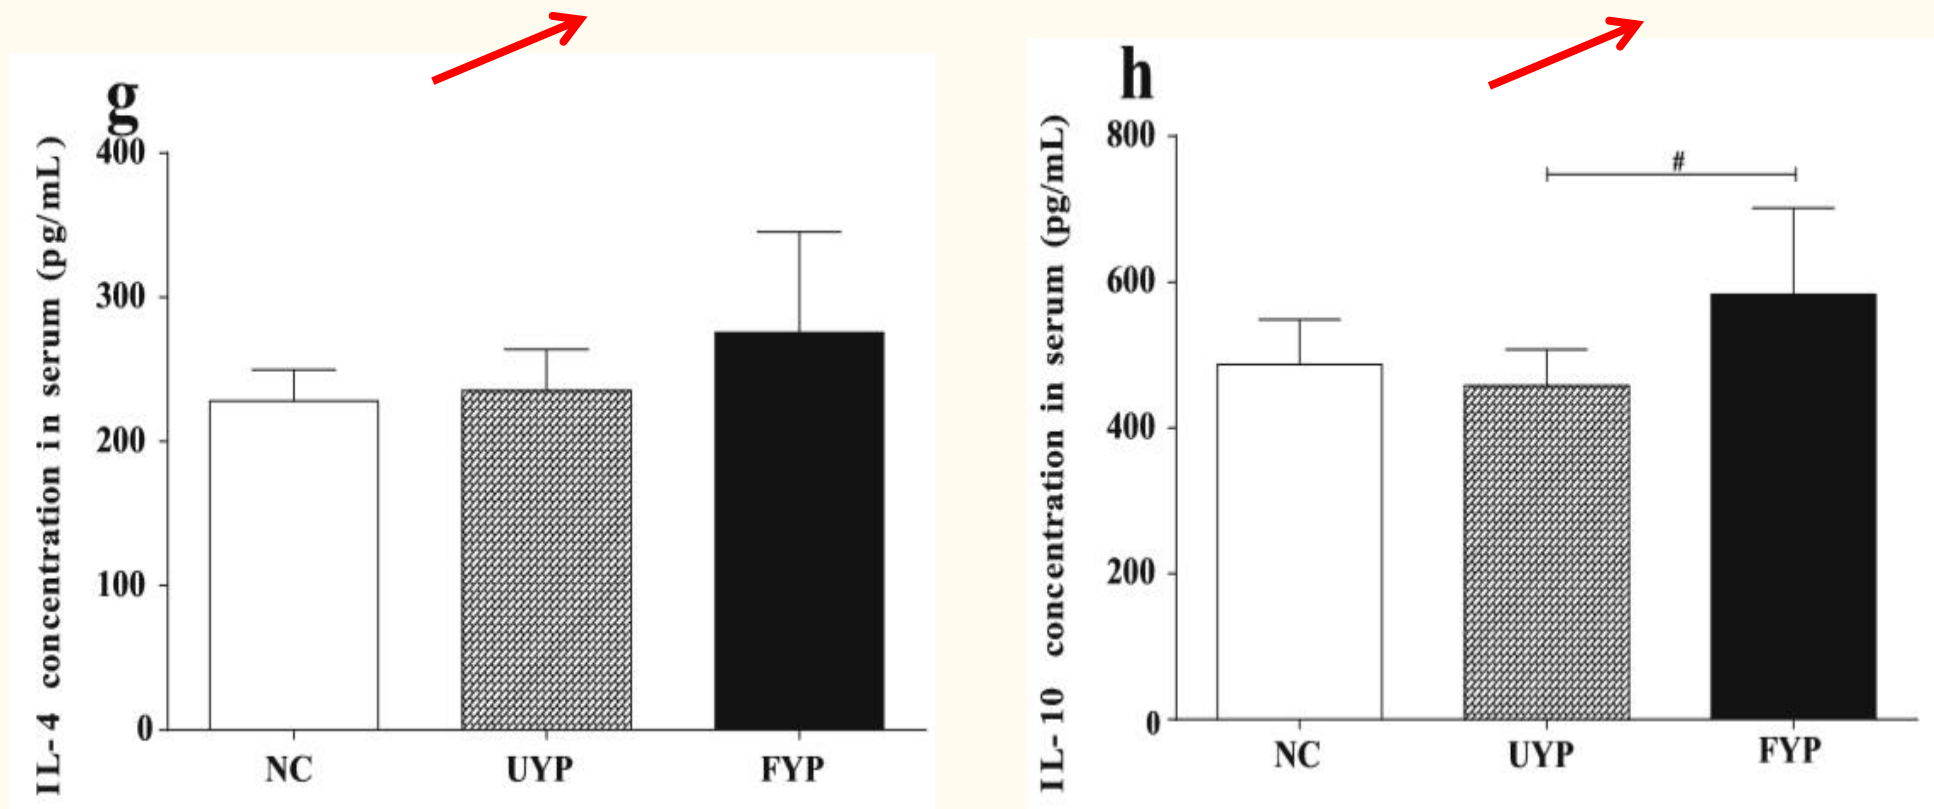 g
IL-4 concentration in serum (pg/mL)
400
300
200
100
0
NC UYP FYP
h
IL-10 concentration in serum (pg/mL)
800
600
400
200
0
#
NC UYP FYP